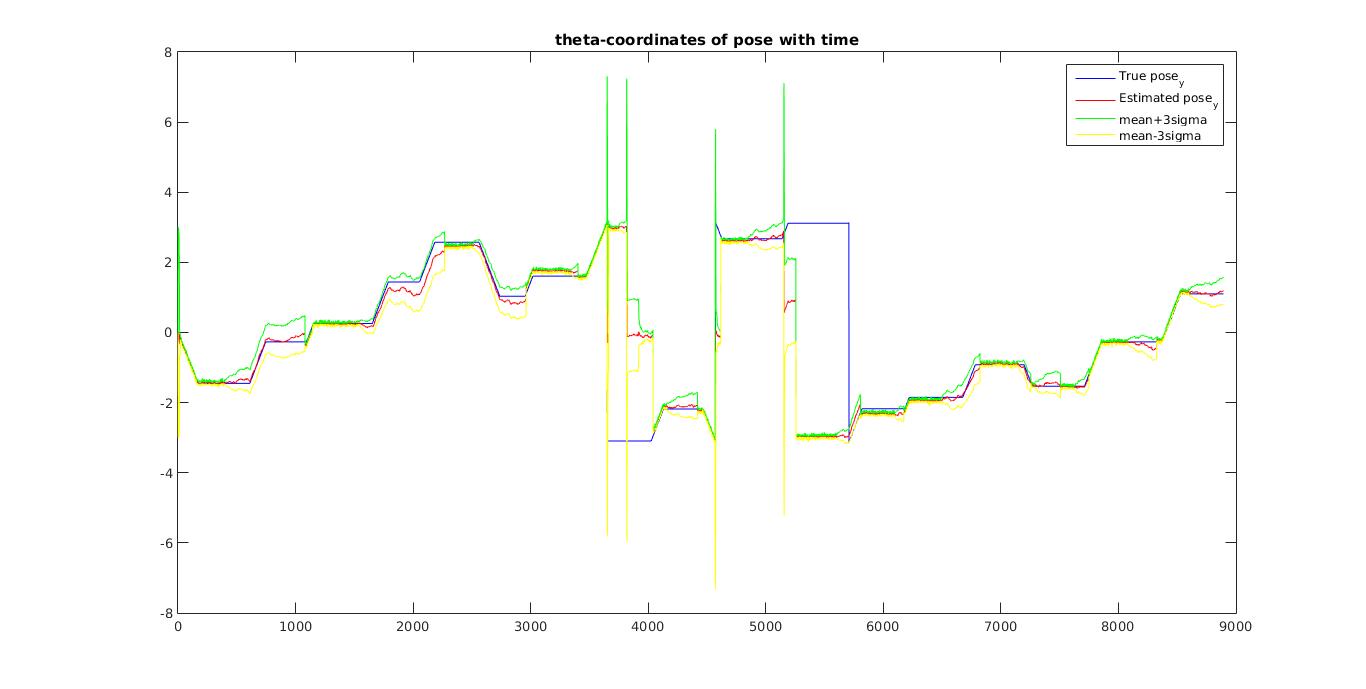 theta-coordinates of pose with time
8
6
4
2
0
-2
-4
-6
-8
0 1000 2000 3000 4000 5000 6000 7000 8000 9000
True pose_y
Estimated pose_y
mean+3sigma
mean-3sigma